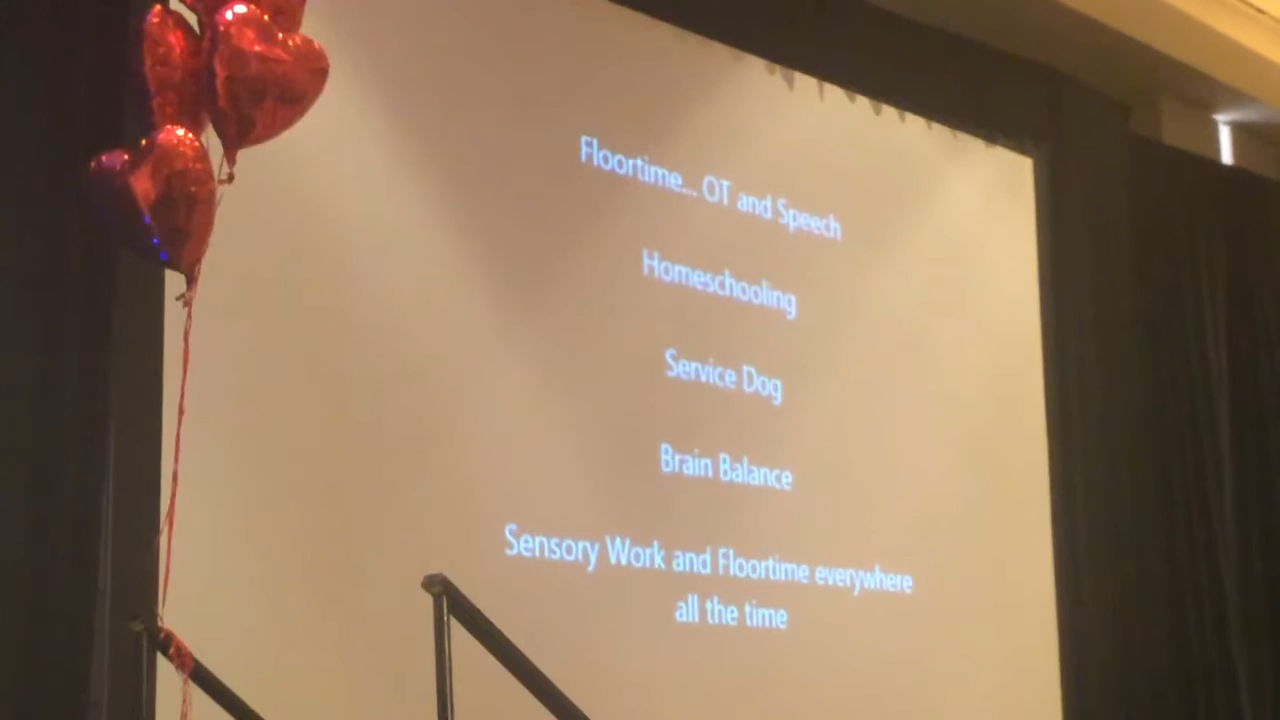 Floortime... OT and Speech
Homeschooling
Service Dog
Brain Balance
Sensory Work and Floortime everywhere
all the time